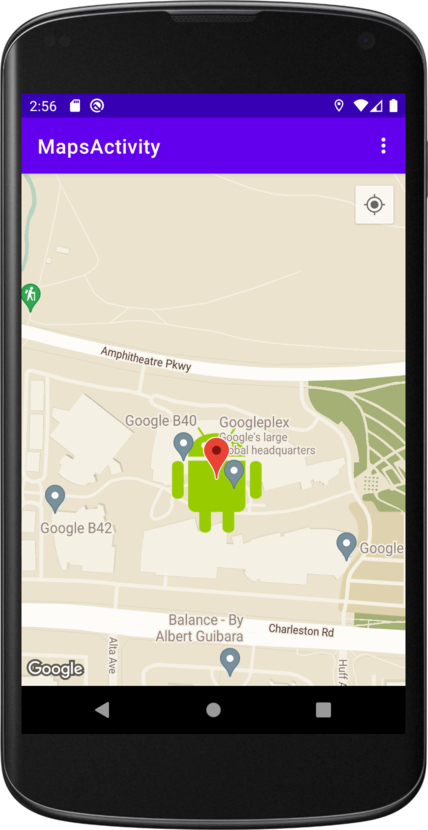 2:56
MapsActivity
Amphitheatre Pkwy
Google B40
Googleplex
Google's large
global headquarters
Google B42
Google
Balance - By
Albert Guibara
Charleston Rd
Alta Ave
Huff A
Google